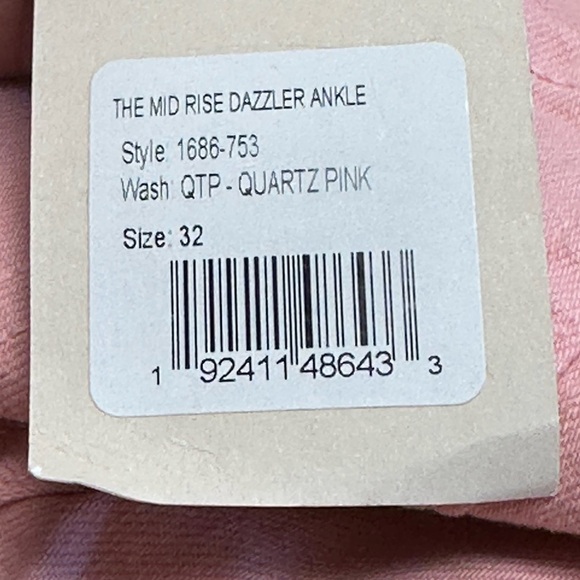 THE MID RISE DAZZLER ANKLE
Style: 1686-753
Wash: QTP - QUARTZ PINK
Size: 32
1 92411 48643 3